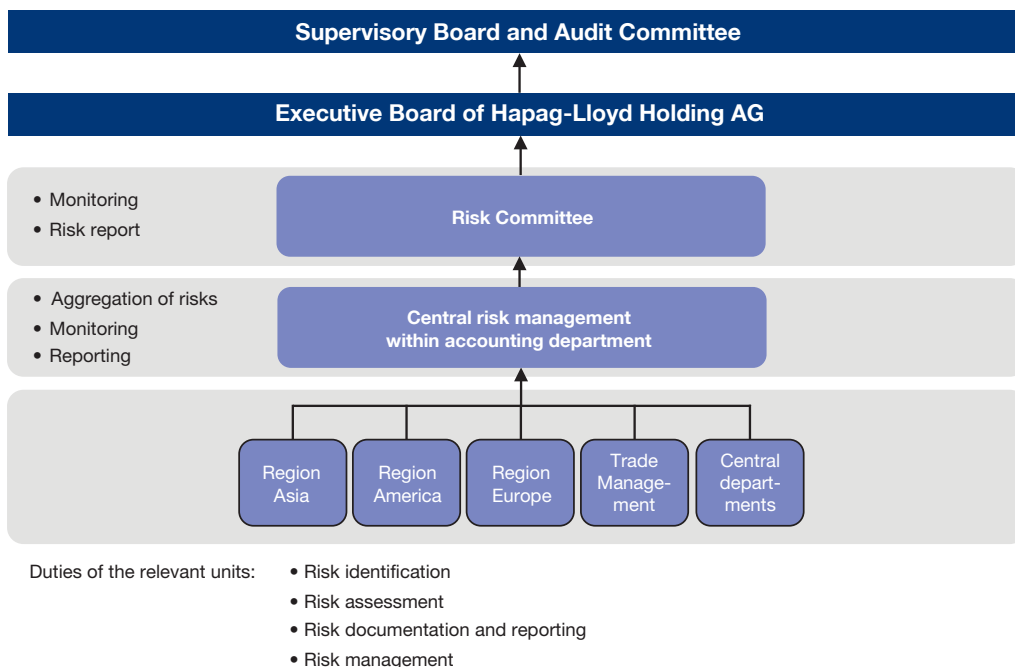 Supervisory Board and Audit Committee
Executive Board of Hapag-Lloyd Holding AG
• Monitoring
• Risk report
Risk Committee
• Aggregation of risks
• Monitoring
• Reporting
Central risk management
within accounting department
Region
Asia
Region
America
Region
Europe
Trade
Manage-
ment
Central
depart-
ments
Duties of the relevant units:
• Risk identification
• Risk assessment
• Risk documentation and reporting
• Risk management